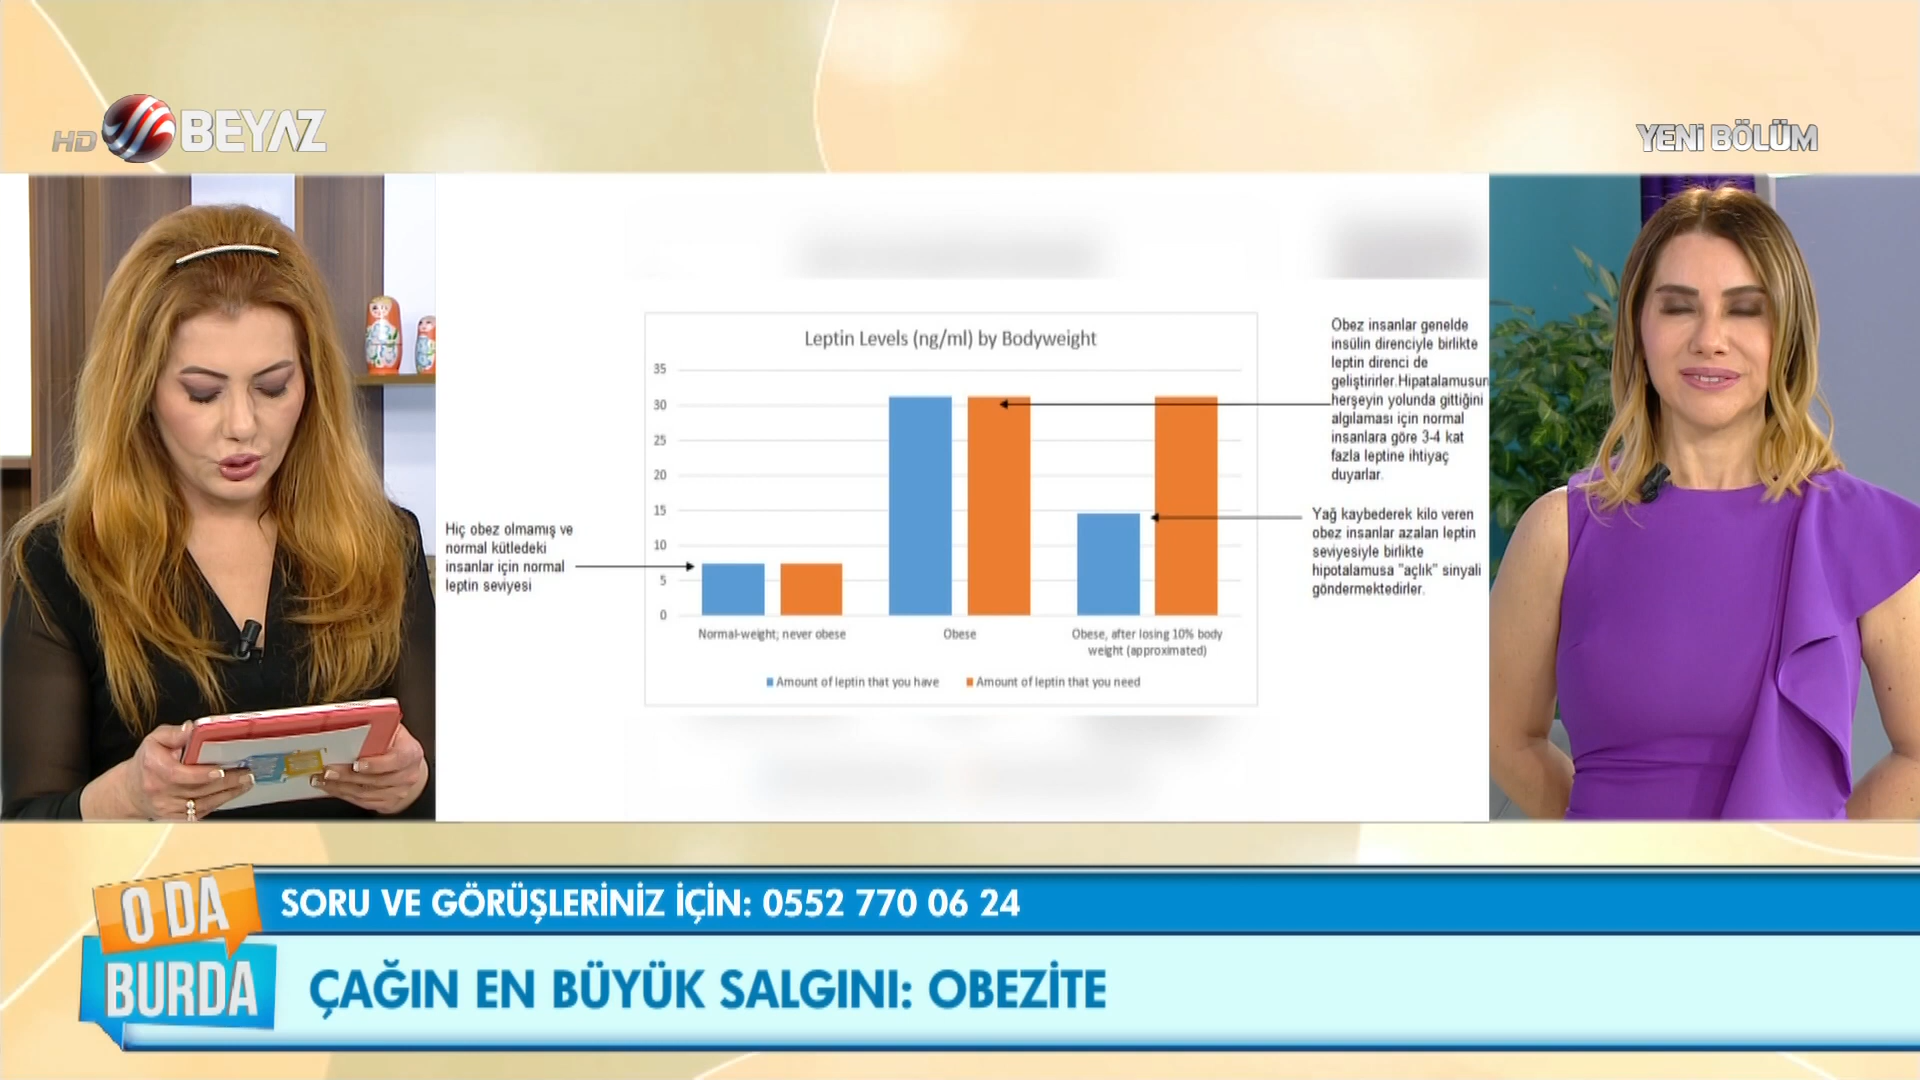 HD BEYAZ
YENİ BÖLÜM
Leptin Levels (ng/ml) by Bodyweight
35
30
25
20
15
10
5
0
Normal-weight; never obese
Obese
Obese, after losing 10% body
weight (approximated)
Amount of leptin that you have
Amount of leptin that you need
Hiç obez olmamış ve
normal kütledeki
insanlar için normal
leptin seviyesi
Obez insanlar genelde
insülin direnciyle birlikte
leptin direnci de
geliştirirler.Hipatalamusun
herşeyin yolunda gittiğini
algılaması için normal
insanlara göre 3-4 kat
fazla leptine ihtiyaç
duyarlar.
Yağ kaybederek kilo veren
obez insanlar azalan leptin
seviyesiyle birlikte
hipotalamusa "açlık" sinyali
göndermektedirler.
O DA
BURDA
SORU VE GÖRÜŞLERİNİZ İÇİN: 0552 770 06 24
ÇAĞIN EN BÜYÜK SALGINI: OBEZİTE